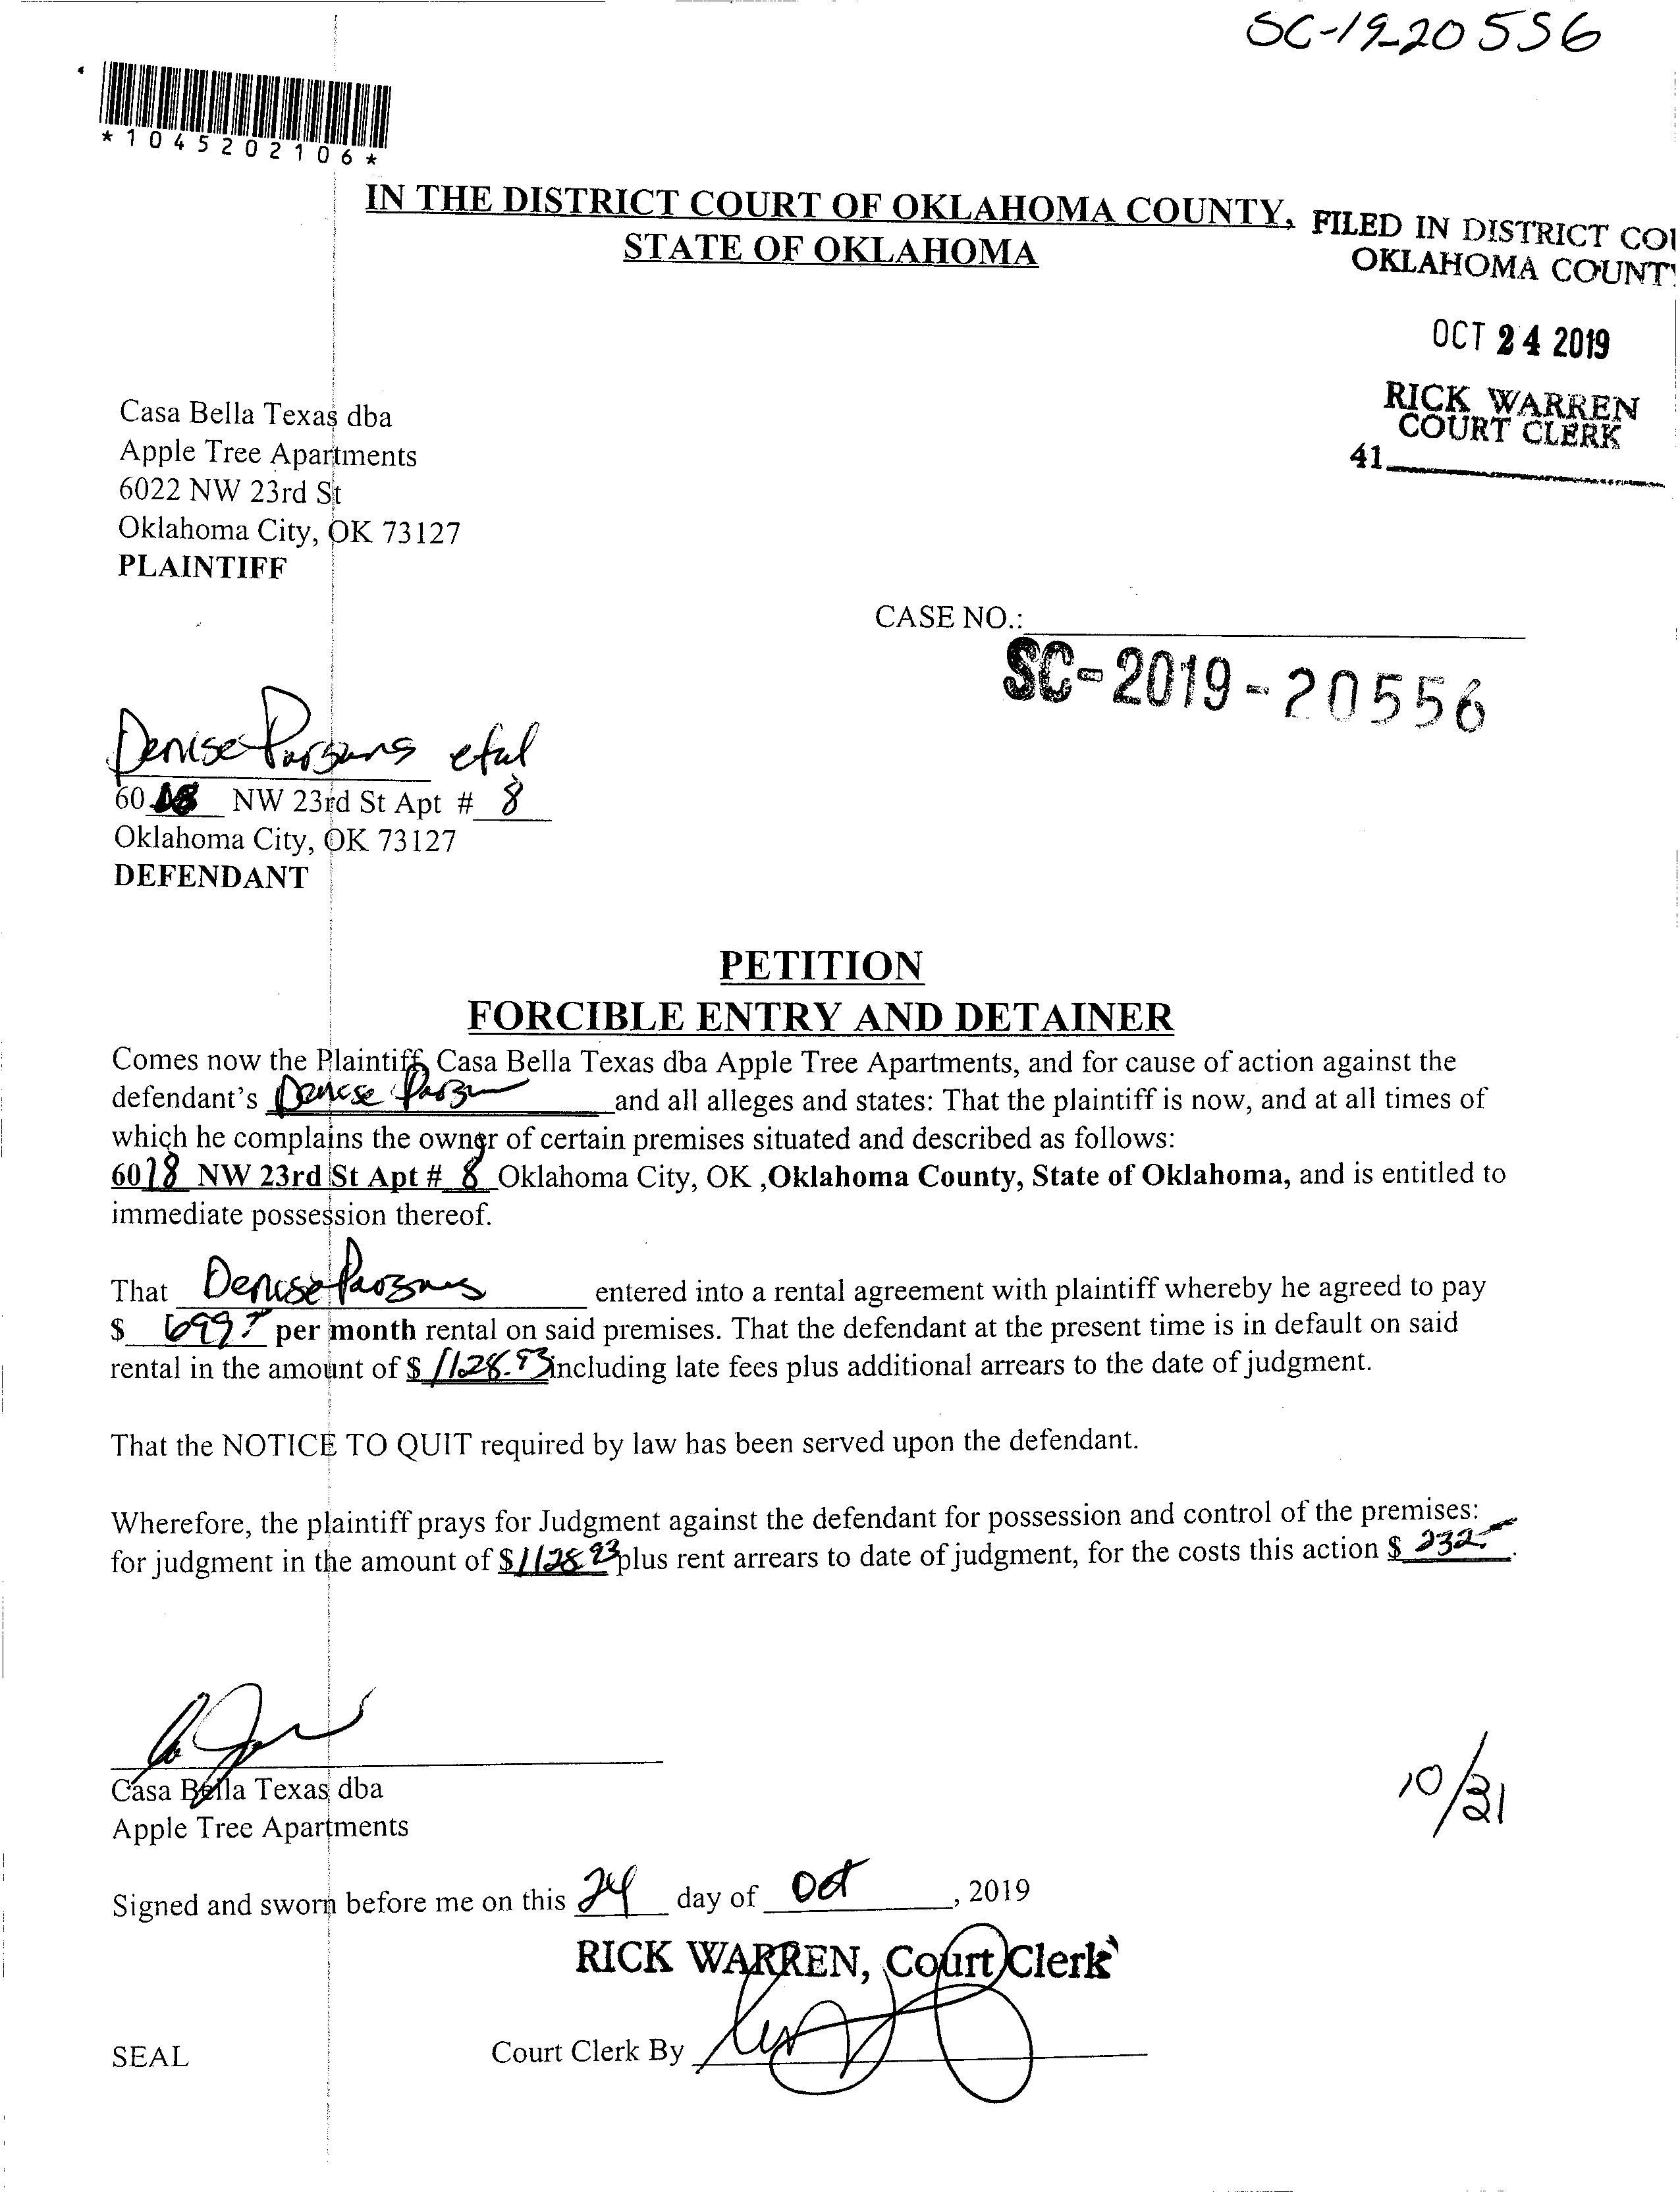 SC-19-20556
*1045202106*
IN THE DISTRICT COURT OF OKLAHOMA COUNTY,
STATE OF OKLAHOMA
FILED IN DISTRICT COU
OKLAHOMA COUNTY
OCT 24 2019
RICK WARREN
COURT CLERK
41
Casa Bella Texas dba
Apple Tree Apartments
6022 NW 23rd St
Oklahoma City, OK 73127
PLAINTIFF
CASE NO.:
SC-2019-20556
Denise Parsons etal
6018 NW 23rd St Apt # 8
Oklahoma City, OK 73127
DEFENDANT
PETITION
FORCIBLE ENTRY AND DETAINER
Comes now the Plaintiff, Casa Bella Texas dba Apple Tree Apartments, and for cause of action against the
defendant's Denise Parsons and all alleges and states: That the plaintiff is now, and at all times of
which he complains the owner of certain premises situated and described as follows:
6018 NW 23rd St Apt # 8 Oklahoma City, OK ,Oklahoma County, State of Oklahoma, and is entitled to
immediate possession thereof.
That Denise Parsons entered into a rental agreement with plaintiff whereby he agreed to pay
$ 699 per month rental on said premises. That the defendant at the present time is in default on said
rental in the amount of $ 1128.93 including late fees plus additional arrears to the date of judgment.
That the NOTICE TO QUIT required by law has been served upon the defendant.
Wherefore, the plaintiff prays for Judgment against the defendant for possession and control of the premises:
for judgment in the amount of $1128.93 plus rent arrears to date of judgment, for the costs this action $ 232.-.
Casa Bella Texas dba
Apple Tree Apartments
10/31
Signed and sworn before me on this 24 day of Oct, 2019
RICK WARREN, Court Clerk
SEAL
Court Clerk By